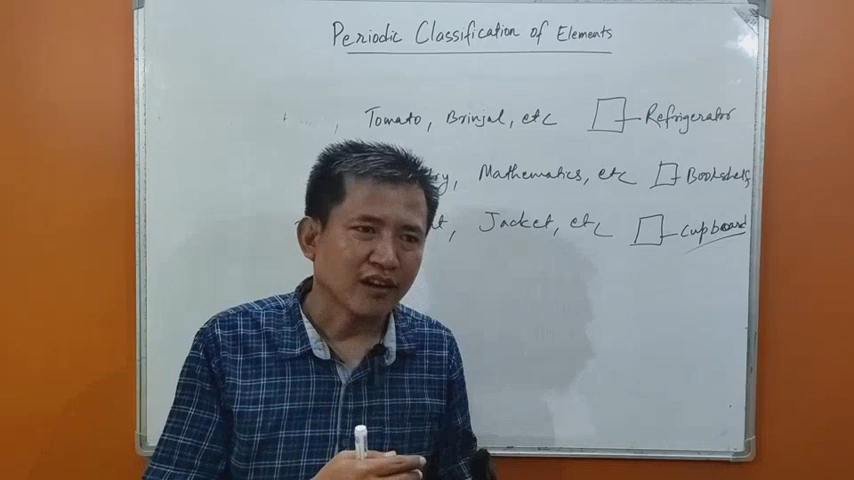 Periodic Classification of Elements
Tomato, Brinjal, etc Refrigerator
Mathematics, etc Bookshelf
Jacket, etc Cupboard